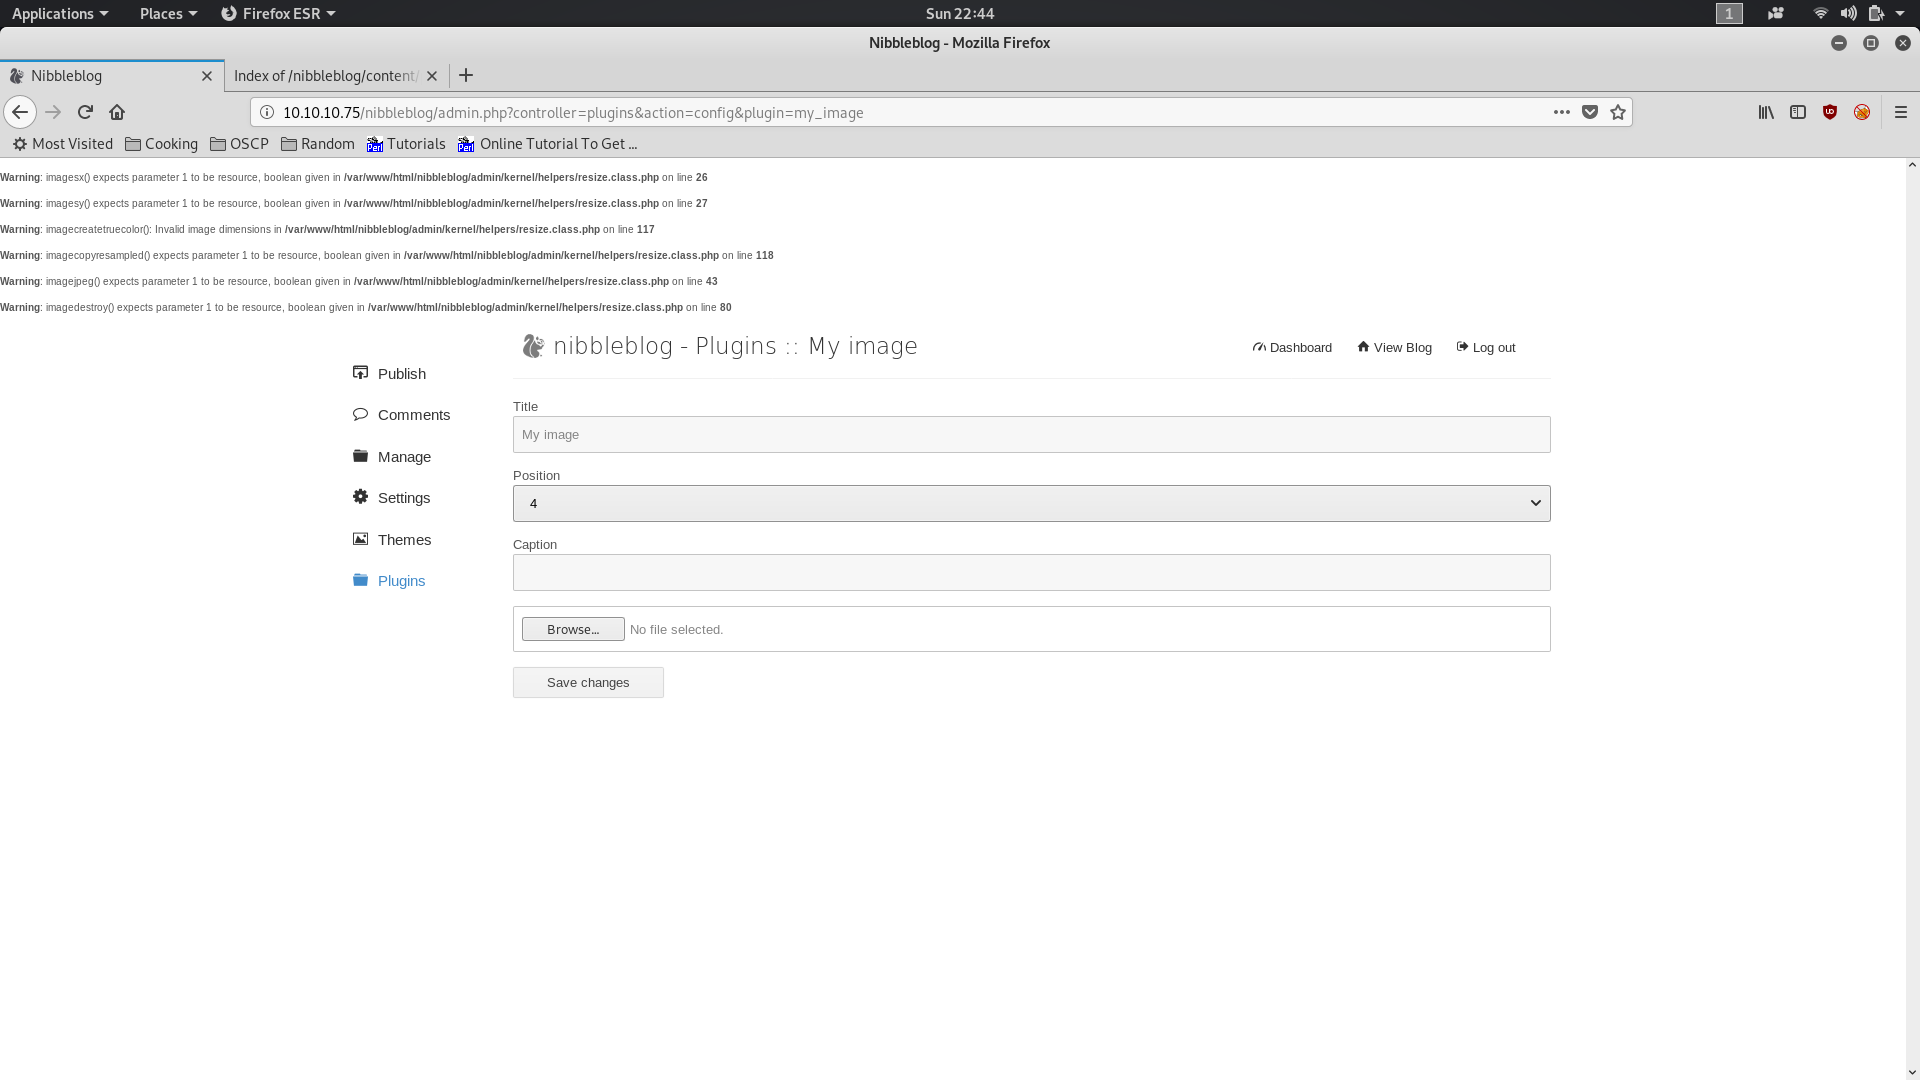 Applications Places Firefox ESR Sun 22:44 1
Nibbleblog - Mozilla Firefox
Nibbleblog Index of /nibbleblog/content/
10.10.10.75/nibbleblog/admin.php?controller=plugins&action=config&plugin=my_image
Most Visited Cooking OSCP Random Tutorials Online Tutorial To Get ...
Warning: imagesx() expects parameter 1 to be resource, boolean given in /var/www/html/nibbleblog/admin/kernel/helpers/resize.class.php on line 26
Warning: imagesy() expects parameter 1 to be resource, boolean given in /var/www/html/nibbleblog/admin/kernel/helpers/resize.class.php on line 27
Warning: imagecreatetruecolor(): Invalid image dimensions in /var/www/html/nibbleblog/admin/kernel/helpers/resize.class.php on line 117
Warning: imagecopyresampled() expects parameter 1 to be resource, boolean given in /var/www/html/nibbleblog/admin/kernel/helpers/resize.class.php on line 118
Warning: imagejpeg() expects parameter 1 to be resource, boolean given in /var/www/html/nibbleblog/admin/kernel/helpers/resize.class.php on line 43
Warning: imagedestroy() expects parameter 1 to be resource, boolean given in /var/www/html/nibbleblog/admin/kernel/helpers/resize.class.php on line 80
nibbleblog - Plugins :: My image
Dashboard View Blog Log out
Publish
Comments
Manage
Settings
Themes
Plugins
Title
My image
Position
4
Caption
Browse... No file selected.
Save changes